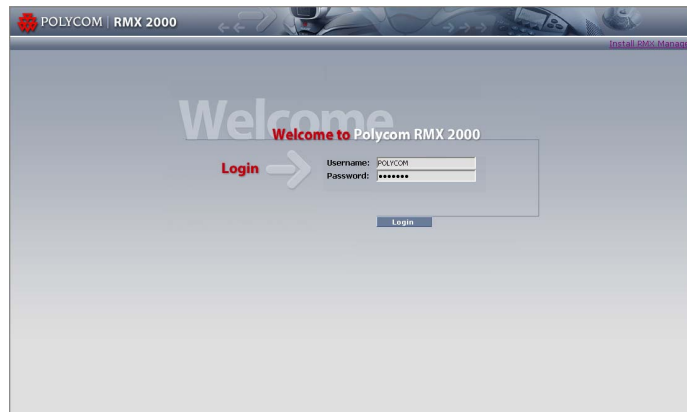 POLYCOM | RMX 2000
Install RMX Manag
Welcome
Welcome to Polycom RMX 2000
Login
Username: POLYCOM
Password: •••••••
Login